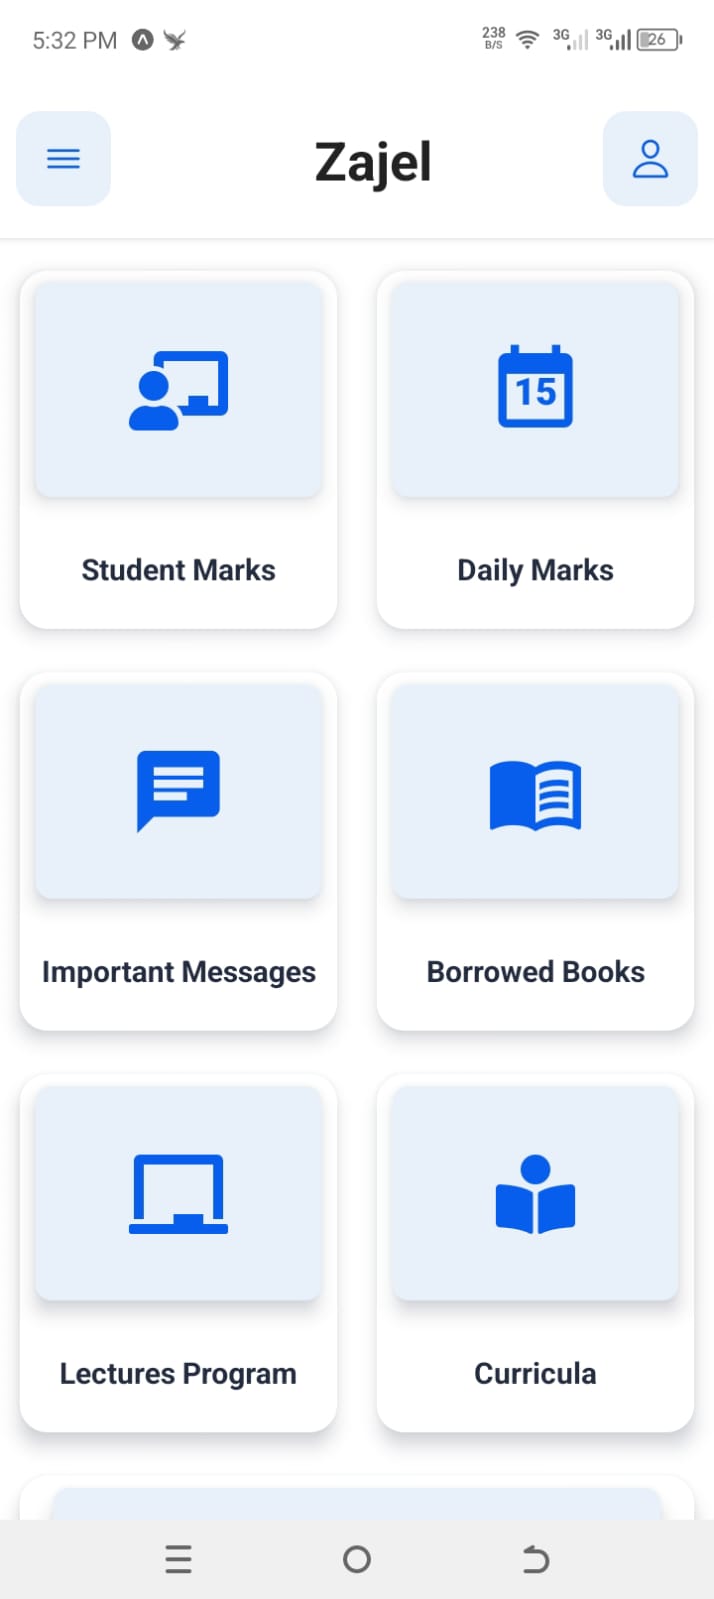 5:32 PM
238 B/S 3G 3G 26
Zajel
15
Student Marks
Daily Marks
Important Messages
Borrowed Books
Lectures Program
Curricula